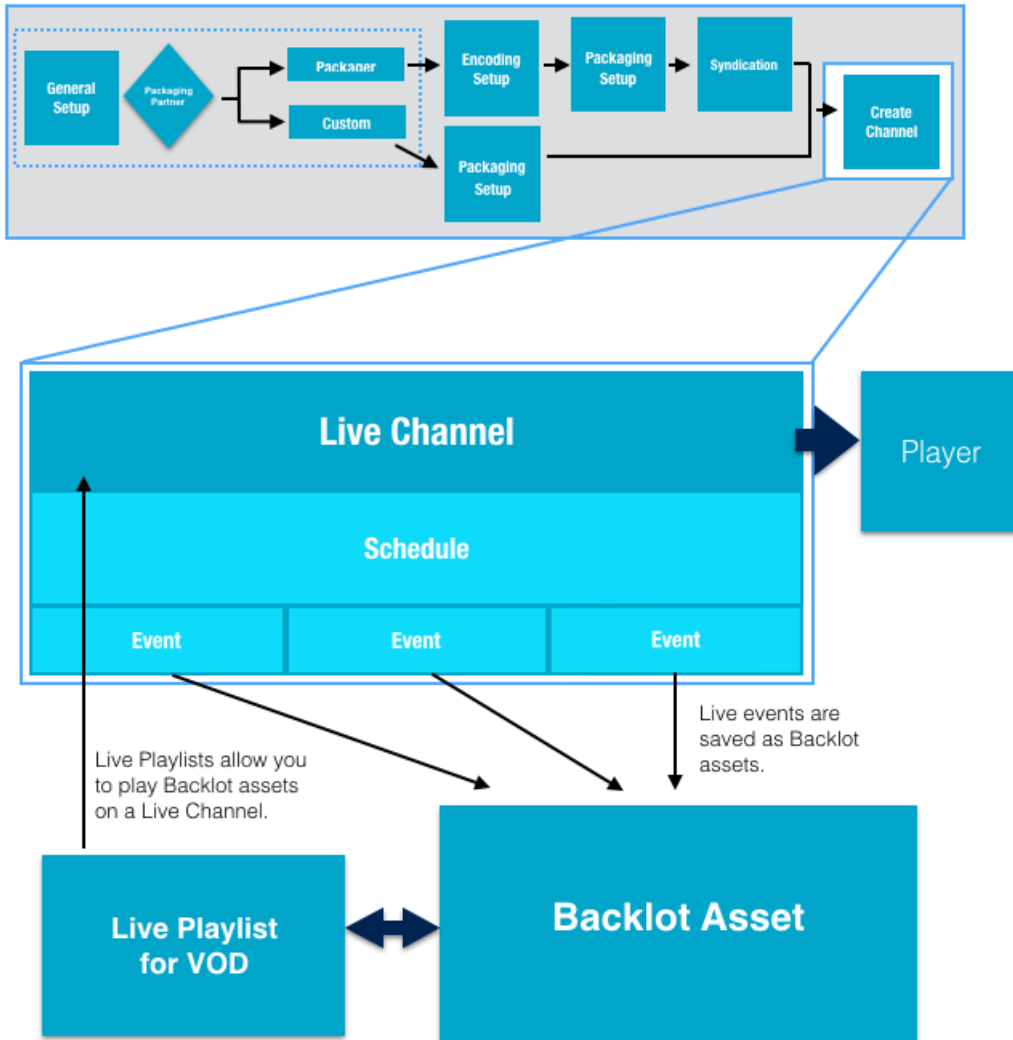 General
Setup
Packaging
Partner
Packager
Custom
Encoding
Setup
Packaging
Setup
Syndication
Packaging
Setup
Create
Channel
Live Channel
Player
Schedule
Event
Event
Event
Live Playlists allow you
to play Backlot assets
on a Live Channel.
Live events are
saved as Backlot
assets.
Live Playlist
for VOD
Backlot Asset